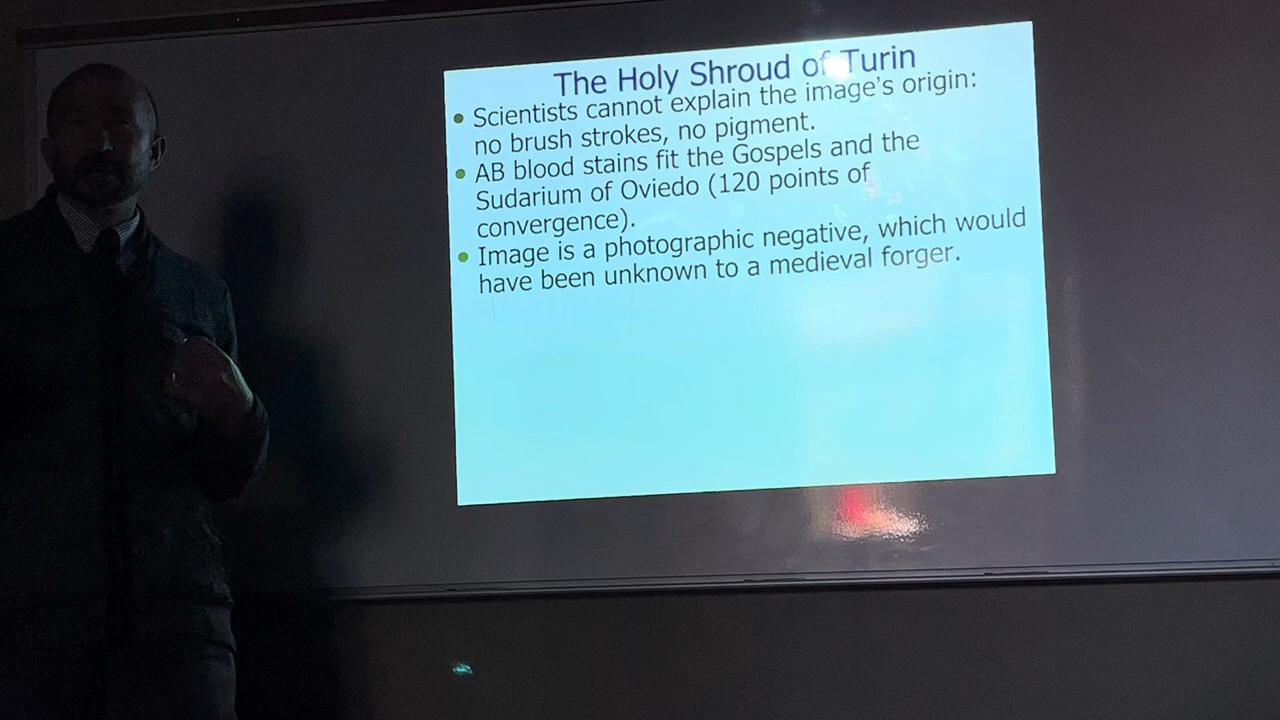 The Holy Shroud of Turin
• Scientists cannot explain the image's origin:
no brush strokes, no pigment.
• AB blood stains fit the Gospels and the
Sudarium of Oviedo (120 points of
convergence).
• Image is a photographic negative, which would
have been unknown to a medieval forger.